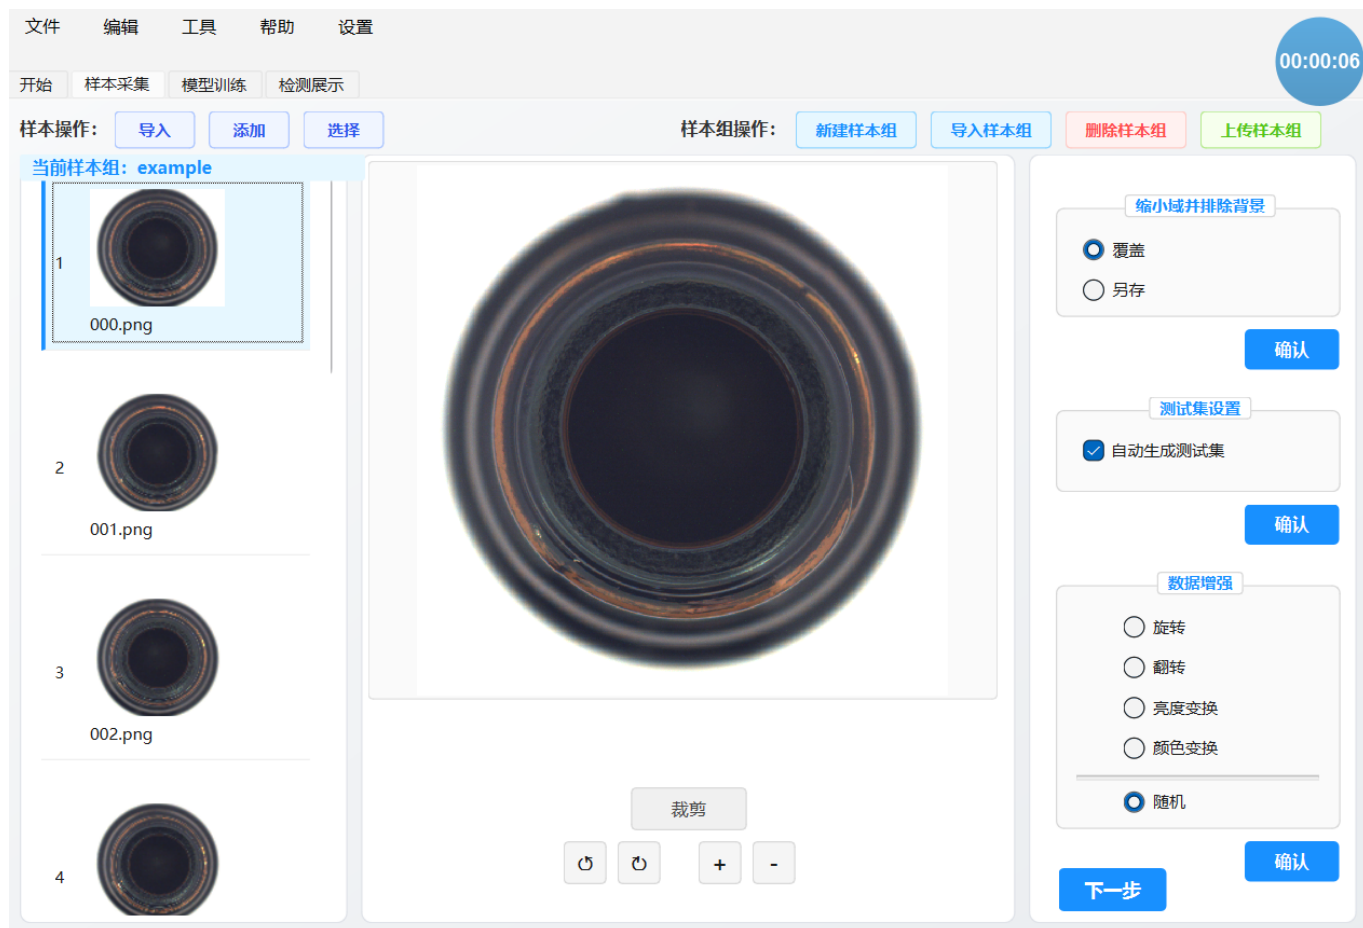 文件 编辑 工具 帮助 设置
00:00:06
开始 样本采集 模型训练 检测展示
样本操作： 导入 添加 选择 样本组操作： 新建样本组 导入样本组 删除样本组 上传样本组
当前样本组：example
1
000.png
2
001.png
3
002.png
4
裁剪
+ -
缩小域并排除背景
覆盖
另存
确认
测试集设置
自动生成测试集
确认
数据增强
旋转
翻转
亮度变换
颜色变换
随机
确认
下一步